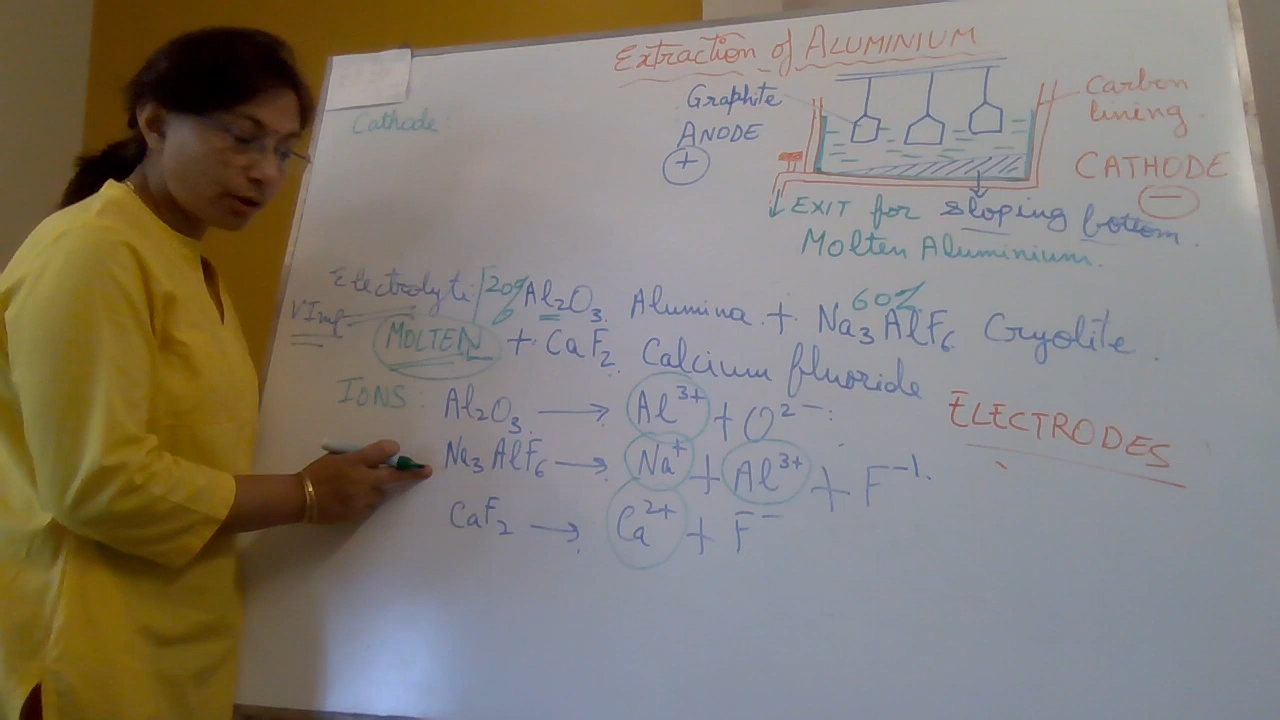 Extraction of ALUMINIUM
Cathode
Graphite
ANODE
+
Carbon
lining
CATHODE
−
EXIT for sloping bottom.
Molten Aluminium.
Electrolyte 20% Al₂O₃. Alumina + 60% Na₃AlF₆ Cryolite.
V Imp
MOLTEN + CaF₂ Calcium fluoride
IONS: Al₂O₃ → Al³⁺ + O²⁻
Na₃AlF₆ → Na⁺ + Al³⁺ + F⁻¹.
CaF₂ → Ca²⁺ + F⁻
ELECTRODES